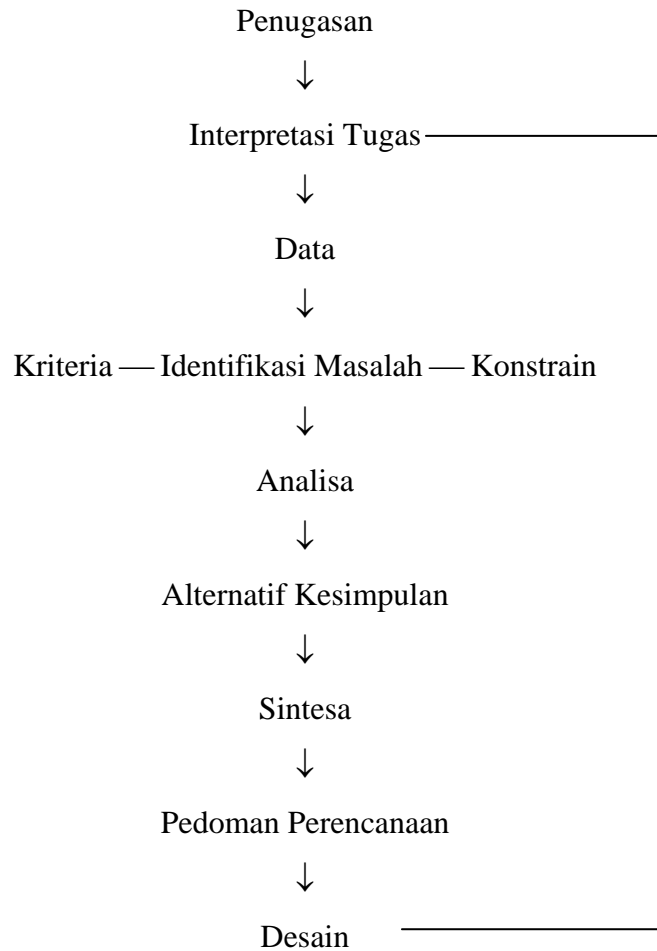 Penugasan
↓
Interpretasi Tugas
↓
Data
↓
Kriteria — Identifikasi Masalah — Konstrain
↓
Analisa
↓
Alternatif Kesimpulan
↓
Sintesa
↓
Pedoman Perencanaan
↓
Desain